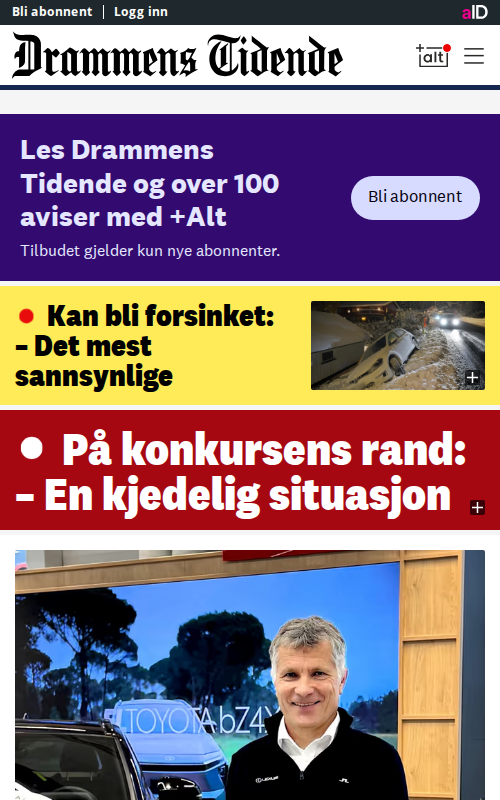 Bli abonnent | Logg inn
aID
Drammens Tidende
+alt
Les Drammens
Tidende og over 100
aviser med +Alt
Bli abonnent
Tilbudet gjelder kun nye abonnenter.
Kan bli forsinket:
– Det mest
sannsynlige
På konkursens rand:
– En kjedelig situasjon
TOYOTA bZ4X
LEXUS